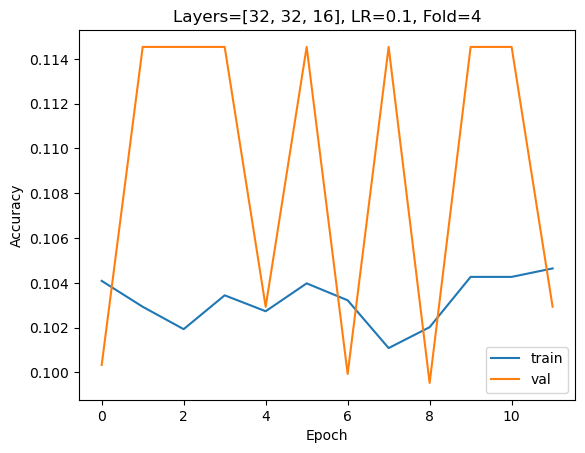 Layers=[32, 32, 16], LR=0.1, Fold=4
Accuracy
0.114
0.112
0.110
0.108
0.106
0.104
0.102
0.100
0 2 4 6 8 10
Epoch
train
val